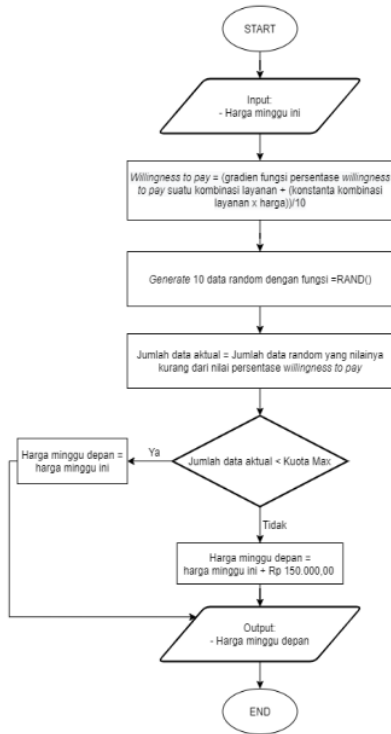 START
Input:
- Harga minggu ini
Willingness to pay = (gradien fungsi persentase willingness
to pay suatu kombinasi layanan + (konstanta kombinasi
layanan x harga))/10
Generate 10 data random dengan fungsi =RAND()
Jumlah data aktual = Jumlah data random yang nilainya
kurang dari nilai persentase willingness to pay
Jumlah data aktual < Kuota Max
Ya
Harga minggu depan =
harga minggu ini
Tidak
Harga minggu depan =
harga minggu ini + Rp 150.000,00
Output:
- Harga minggu depan
END